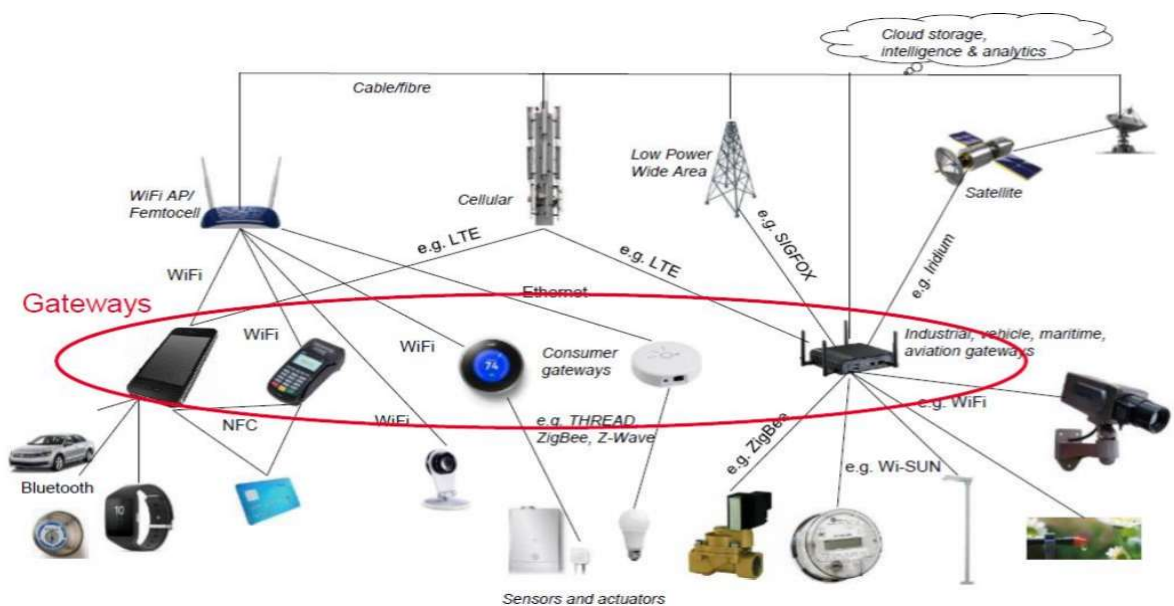 Cloud storage,
intelligence & analytics
Cable/fibre
Low Power
Wide Area
WiFi AP/
Femtocell
Cellular
Satellite
e.g. LTE
e.g. LTE
e.g. SIGFOX
e.g. Iridium
WiFi
Gateways
Ethernet
WiFi
WiFi
74
Consumer
gateways
Industrial, vehicle, maritime,
aviation gateways
NFC
WiFi
e.g. THREAD
ZigBee, Z-Wave
e.g. ZigBee
e.g. WiFi
e.g. Wi-SUN
Bluetooth
10
Sensors and actuators